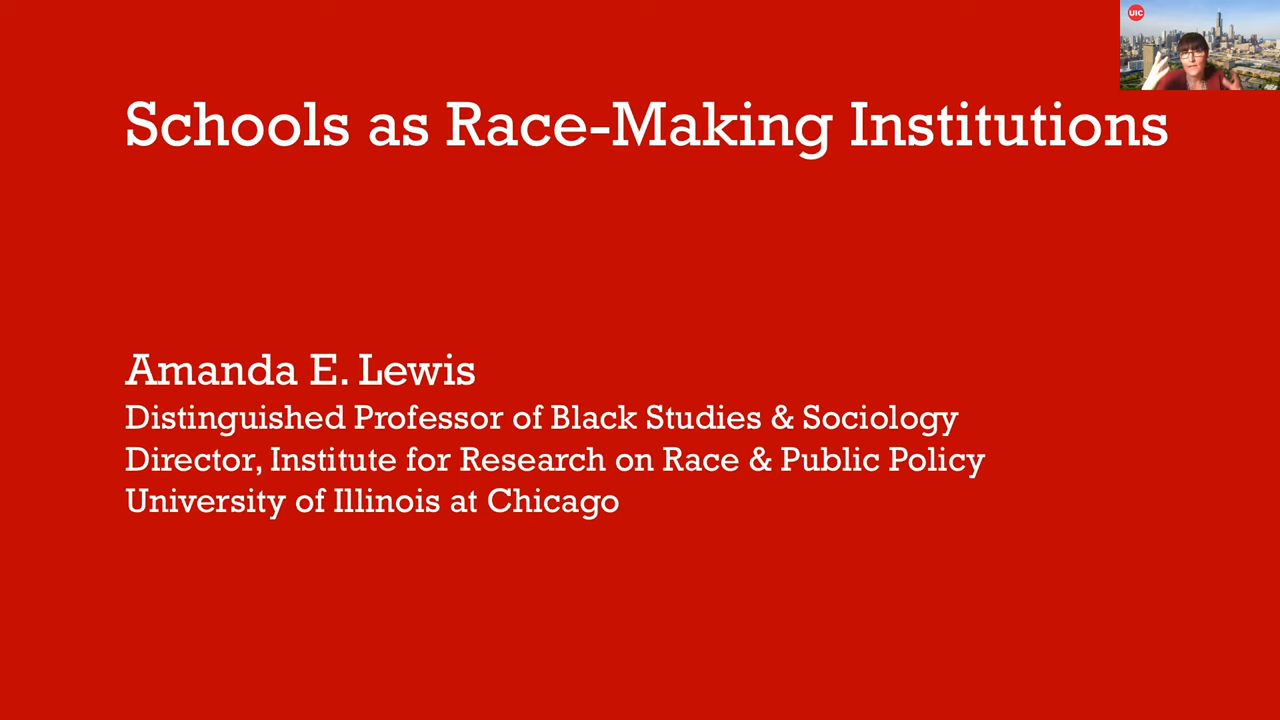 UIC
Schools as Race-Making Institutions
Amanda E. Lewis
Distinguished Professor of Black Studies & Sociology
Director, Institute for Research on Race & Public Policy
University of Illinois at Chicago